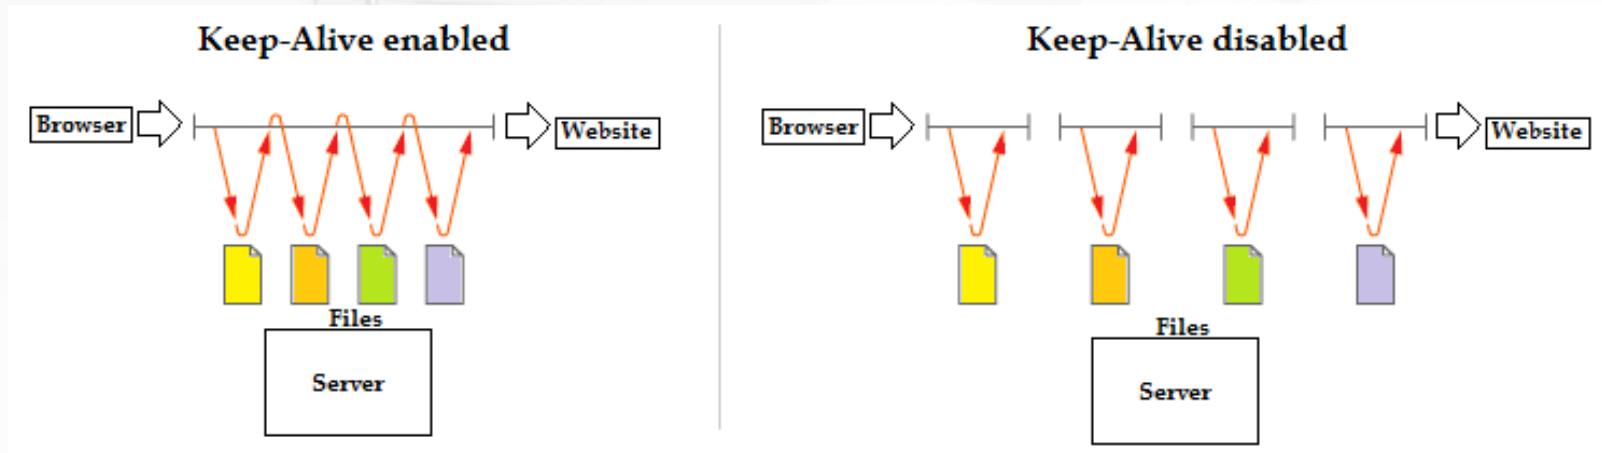 Keep-Alive enabled
Browser
Website
Files
Server
Keep-Alive disabled
Browser
Website
Files
Server